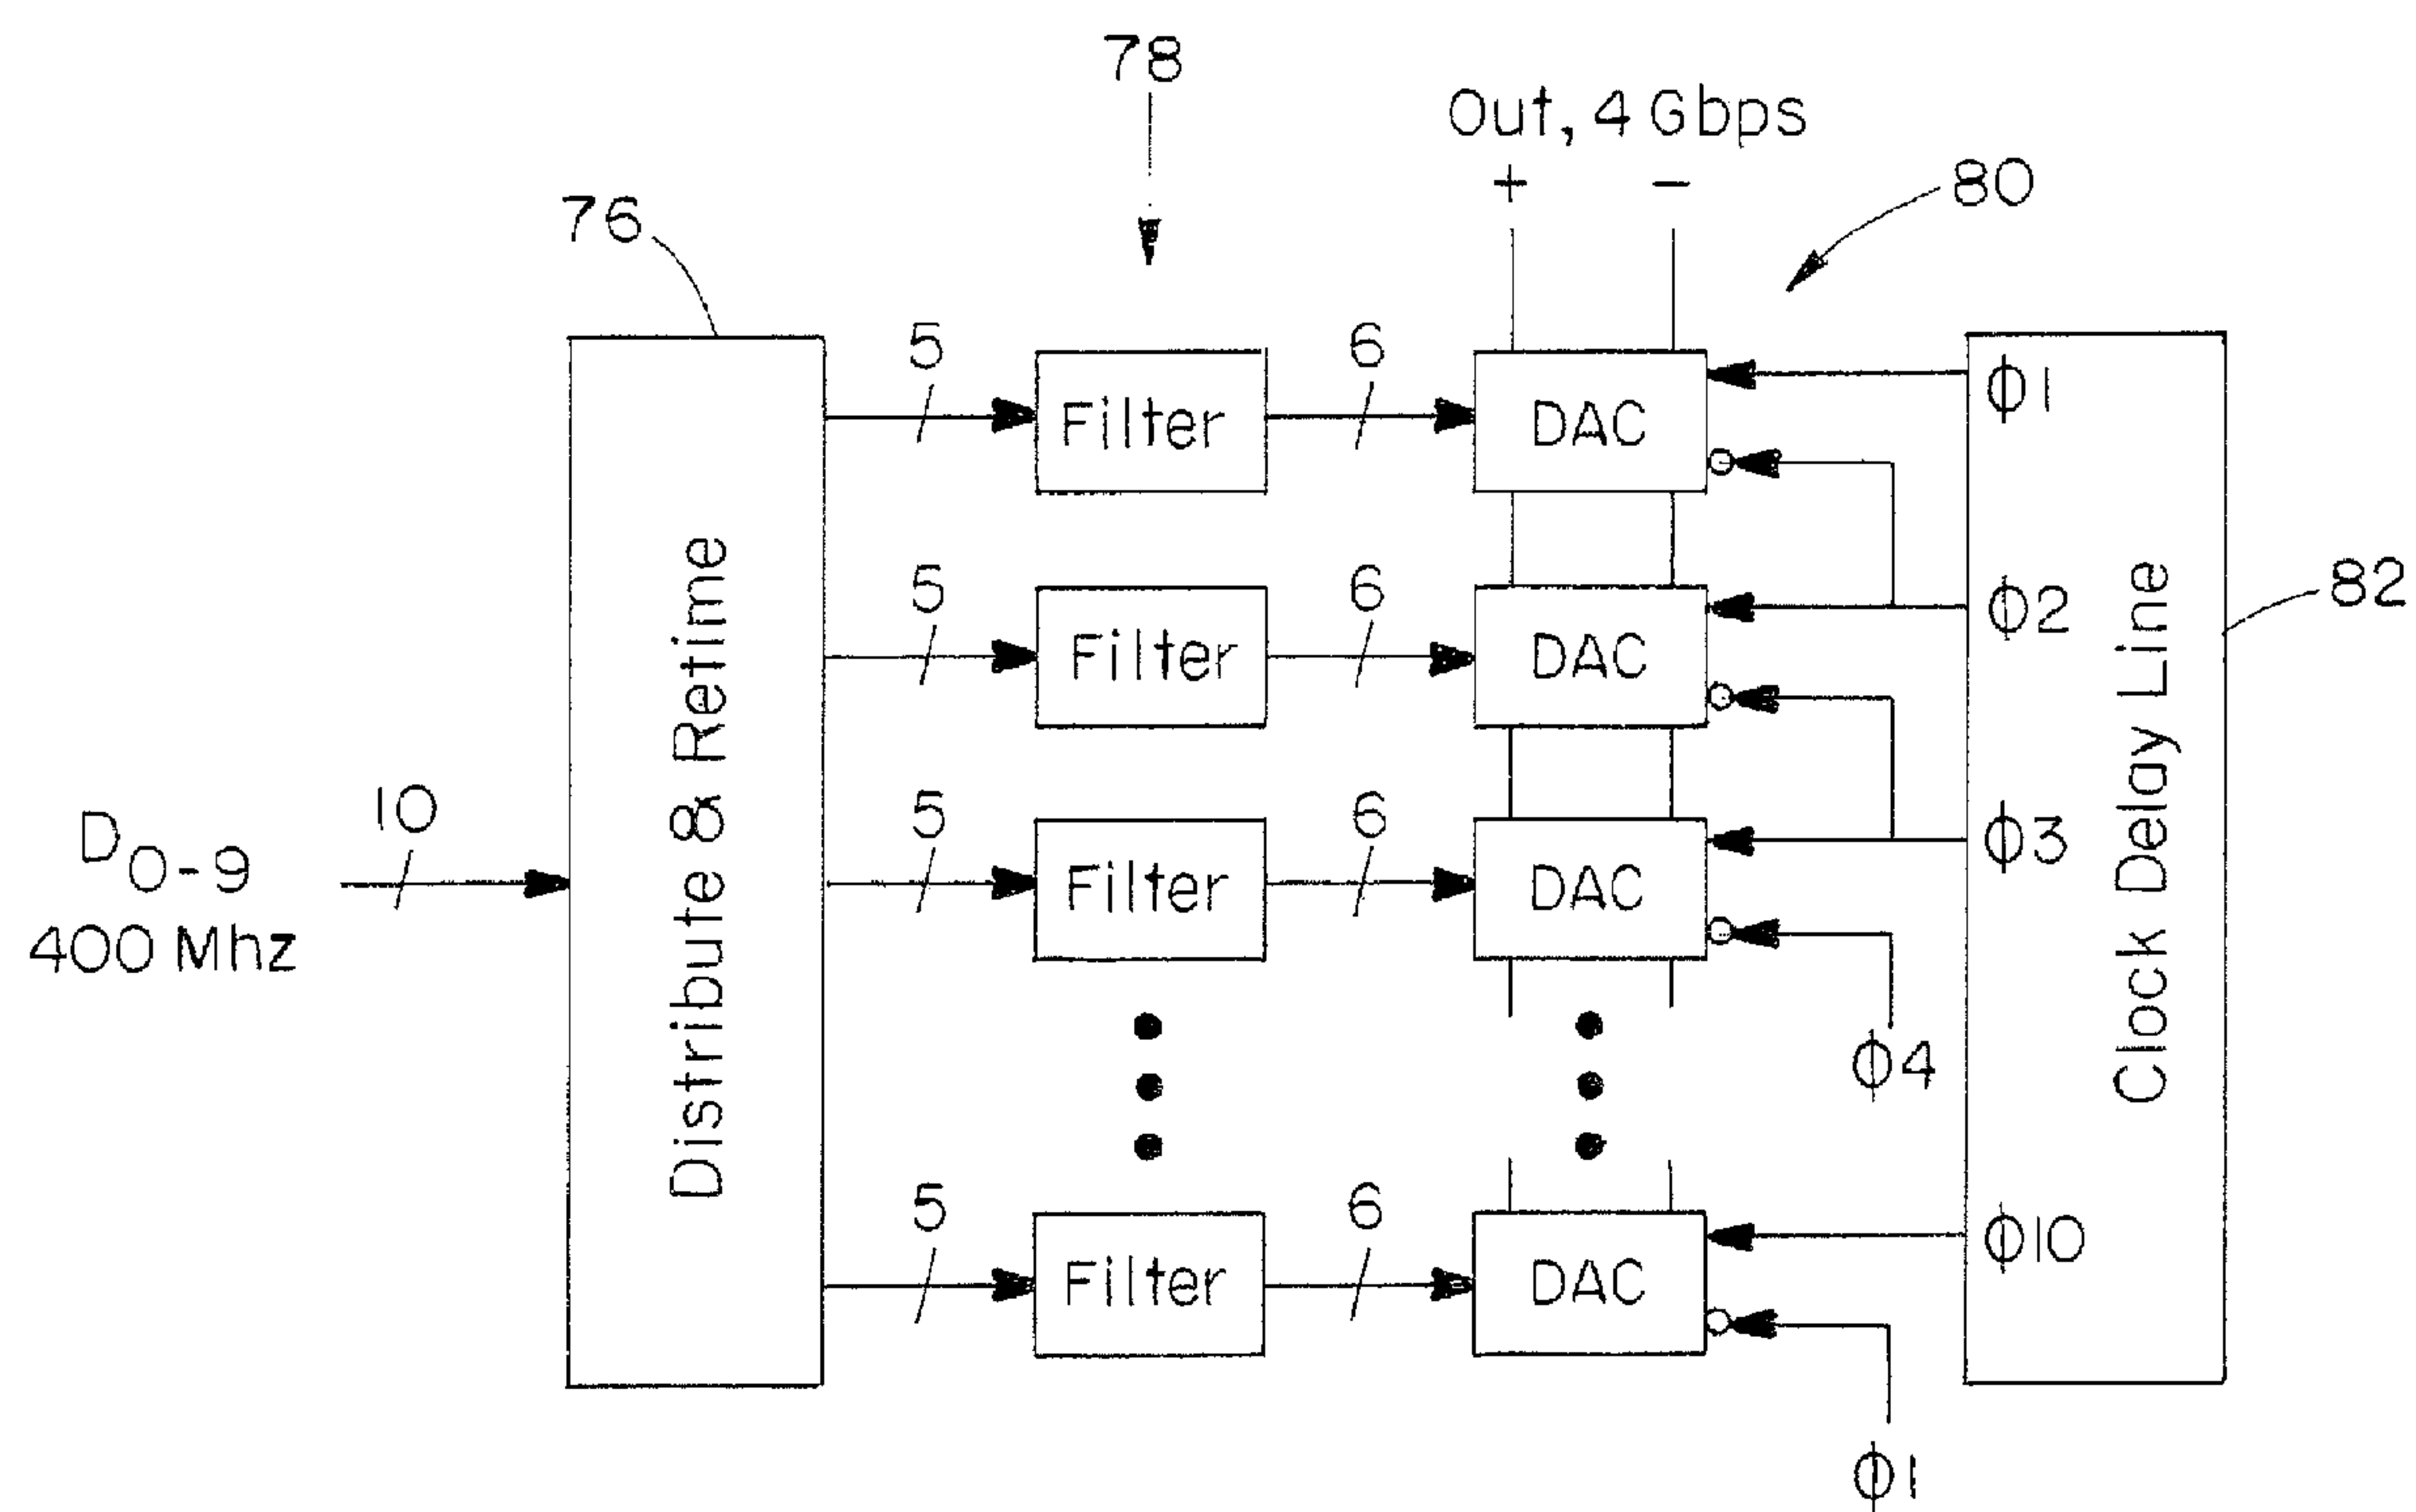 78
Out, 4 Gbps
+ −
80
76
5
6
Filter
DAC
ϕ1
5
6
Filter
DAC
ϕ2
82
5
6
Filter
DAC
ϕ3
10
D0-9
400 Mhz
Distribute & Retime
Clock Delay Line
ϕ4
5
6
Filter
DAC
ϕ10
ϕ1